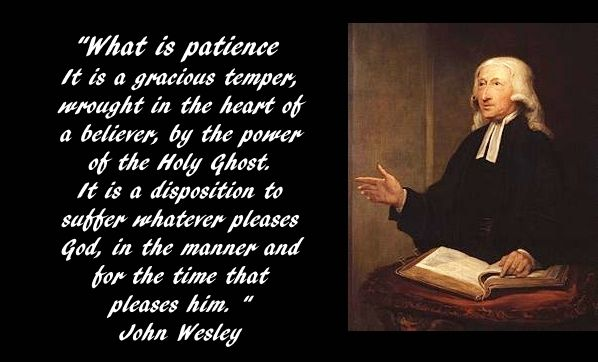 "What is patience
It is a gracious temper,
wrought in the heart of
a believer, by the power
of the Holy Ghost.
It is a disposition to
suffer whatever pleases
God, in the manner and
for the time that
pleases him. "
John Wesley